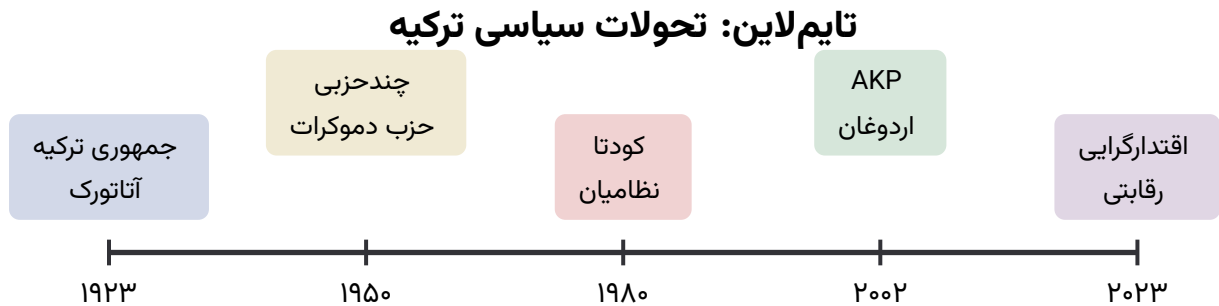 تایم‌لاین: تحولات سیاسی ترکیه
جمهوری ترکیه
آتاتورک
۱۹۲۳
چندحزبی
حزب دموکرات
۱۹۵۰
کودتا
نظامیان
۱۹۸۰
AKP
اردوغان
۲۰۰۲
اقتدارگرایی
رقابتی
۲۰۲۳